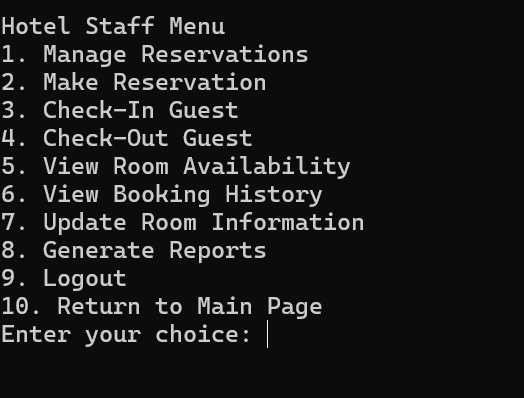 Hotel Staff Menu
1. Manage Reservations
2. Make Reservation
3. Check-In Guest
4. Check-Out Guest
5. View Room Availability
6. View Booking History
7. Update Room Information
8. Generate Reports
9. Logout
10. Return to Main Page
Enter your choice: